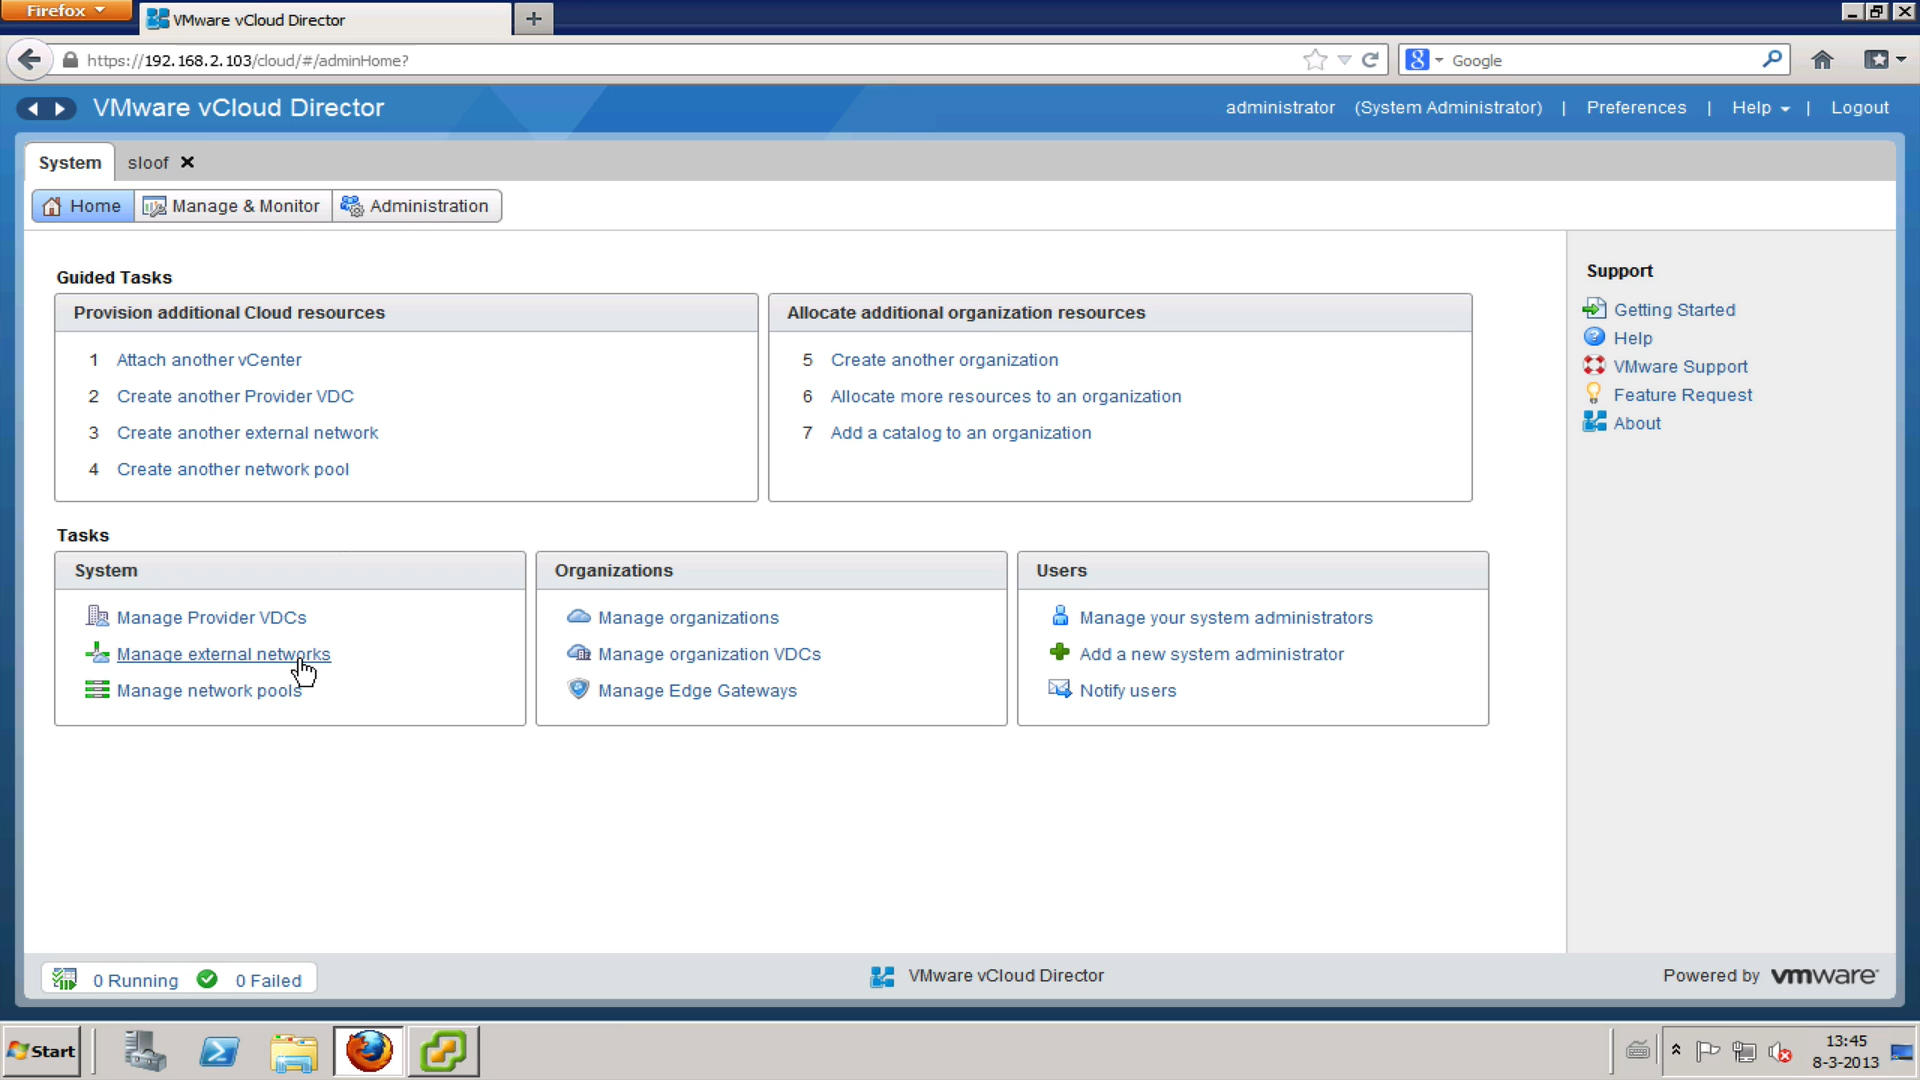 Firefox
VMware vCloud Director
https://192.168.2.103/cloud/#/adminHome?
Google
VMware vCloud Director
administrator (System Administrator) | Preferences | Help | Logout
System
sloof
Home
Manage & Monitor
Administration
Guided Tasks
Provision additional Cloud resources
1 Attach another vCenter
2 Create another Provider VDC
3 Create another external network
4 Create another network pool
Allocate additional organization resources
5 Create another organization
6 Allocate more resources to an organization
7 Add a catalog to an organization
Support
Getting Started
Help
VMware Support
Feature Request
About
Tasks
System
Manage Provider VDCs
Manage external networks
Manage network pools
Organizations
Manage organizations
Manage organization VDCs
Manage Edge Gateways
Users
Manage your system administrators
Add a new system administrator
Notify users
0 Running
0 Failed
VMware vCloud Director
Powered by vmware
Start
13:45
8-3-2013